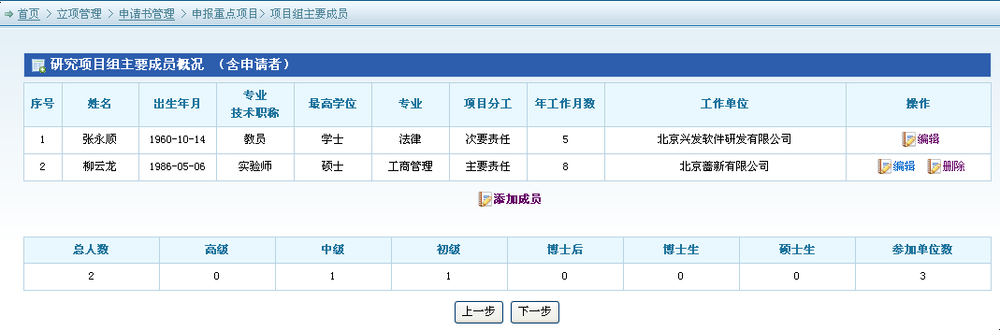 首页 > 立项管理 > 申请书管理 > 申报重点项目> 项目组主要成员
研究项目组主要成员概况 （含申请者）
序号 姓名 出生年月 专业技术职称 最高学位 专业 项目分工 年工作月数 工作单位 操作
1 张永顺 1960-10-14 教员 学士 法律 次要责任 5 北京兴发软件研发有限公司 编辑
2 柳云龙 1986-05-06 实验师 硕士 工商管理 主要责任 8 北京蓄新有限公司 编辑 删除
添加成员
总人数 高级 中级 初级 博士后 博士生 硕士生 参加单位数
2 0 1 1 0 0 0 3
上一步 下一步